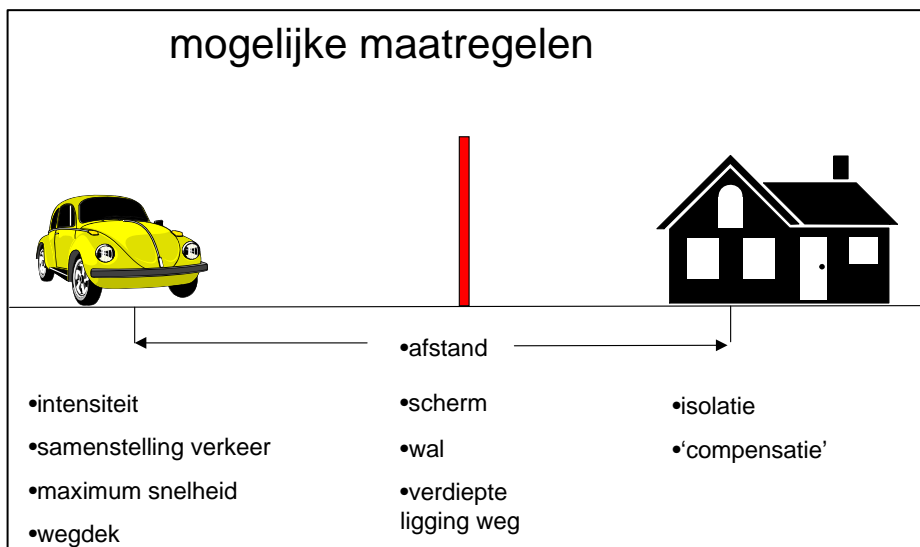 mogelijke maatregelen
•afstand
•intensiteit
•samenstelling verkeer
•maximum snelheid
•wegdek
•scherm
•wal
•verdiepte
ligging weg
•isolatie
•‘compensatie’